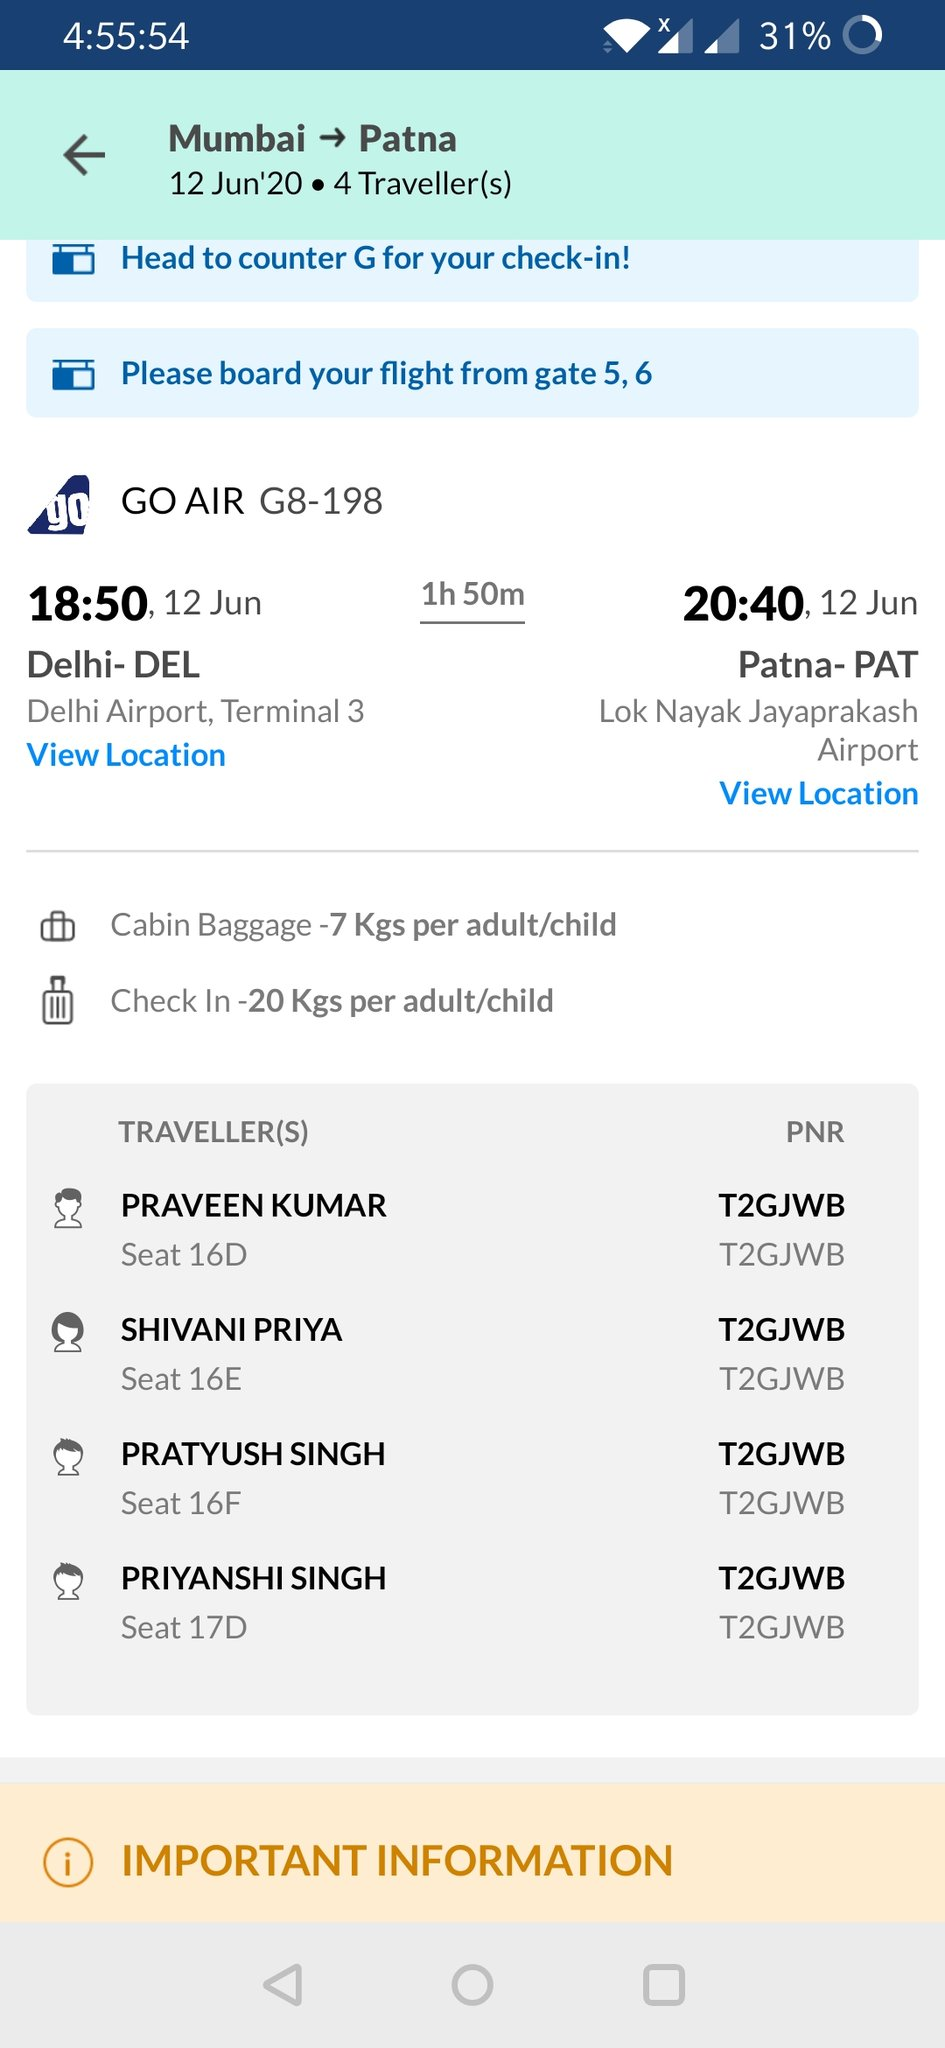 4:55:54
x 31%
Mumbai → Patna
12 Jun'20 • 4 Traveller(s)
Head to counter G for your check-in!
Please board your flight from gate 5, 6
go GO AIR G8-198
18:50, 12 Jun 1h 50m 20:40, 12 Jun
Delhi- DEL Patna- PAT
Delhi Airport, Terminal 3 Lok Nayak Jayaprakash
Airport
View Location
View Location
Cabin Baggage -7 Kgs per adult/child
Check In -20 Kgs per adult/child
TRAVELLER(S) PNR
PRAVEEN KUMAR T2GJWB
Seat 16D T2GJWB
SHIVANI PRIYA T2GJWB
Seat 16E T2GJWB
PRATYUSH SINGH T2GJWB
Seat 16F T2GJWB
PRIYANSHI SINGH T2GJWB
Seat 17D T2GJWB
IMPORTANT INFORMATION